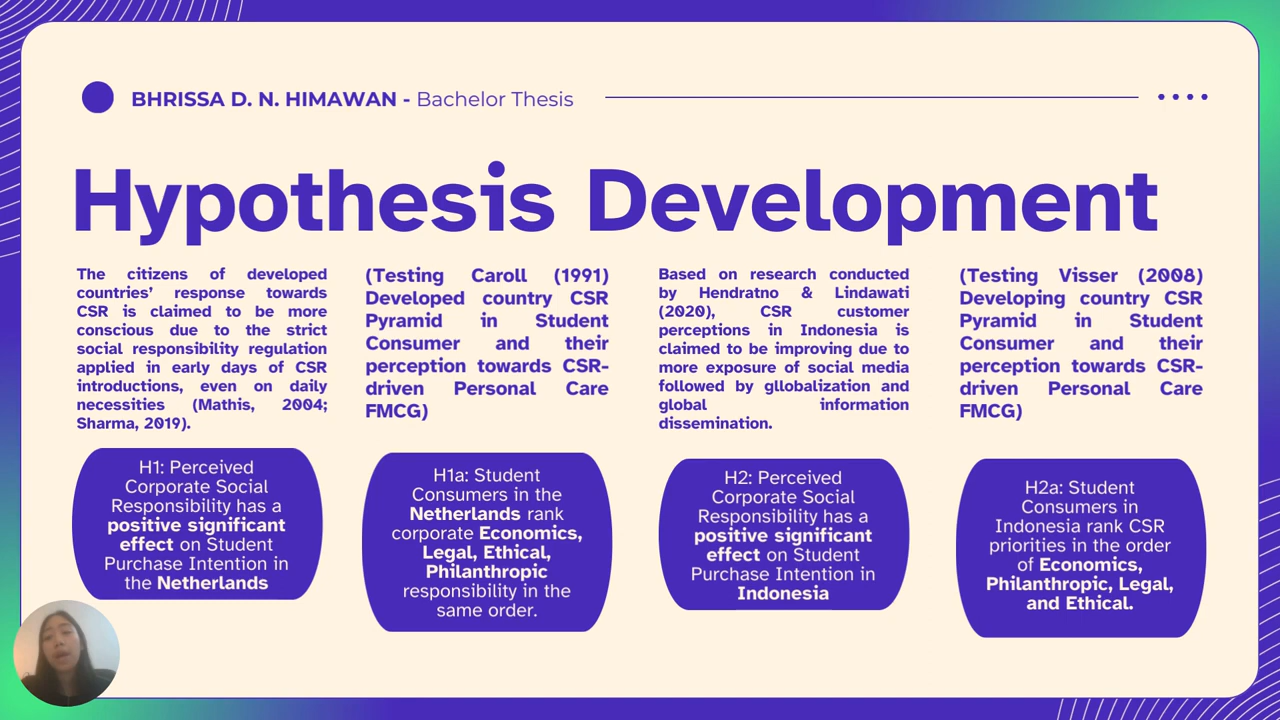 BHRISSA D. N. HIMAWAN - Bachelor Thesis
Hypothesis Development
The citizens of developed
countries’ response towards
CSR is claimed to be more
conscious due to the strict
social responsibility regulation
applied in early days of CSR
introductions, even on daily
necessities (Mathis, 2004;
Sharma, 2019).
H1: Perceived
Corporate Social
Responsibility has a
positive significant
effect on Student
Purchase Intention in
the Netherlands
(Testing Caroll (1991)
Developed country CSR
Pyramid in Student
Consumer and their
perception towards CSR-
driven Personal Care
FMCG)
H1a: Student
Consumers in the
Netherlands rank
corporate Economics,
Legal, Ethical,
Philanthropic
responsibility in the
same order.
Based on research conducted
by Hendratno & Lindawati
(2020), CSR customer
perceptions in Indonesia is
claimed to be improving due to
more exposure of social media
followed by gllobalization and
global information
dissemination.
H2: Perceived
Corporate Social
Responsibility has a
positive significant
effect on Student
Purchase Intention in
Indonesia
(Testing Visser (2008)
Developing country CSR
Pyramid in Student
Consumer and their
perception towards CSR-
driven Personal Care
FMCG)
H2a: Student
Consumers in
Indonesia rank CSR
priorities in the order
of Economics,
Philanthropic, Legal,
and Ethical.